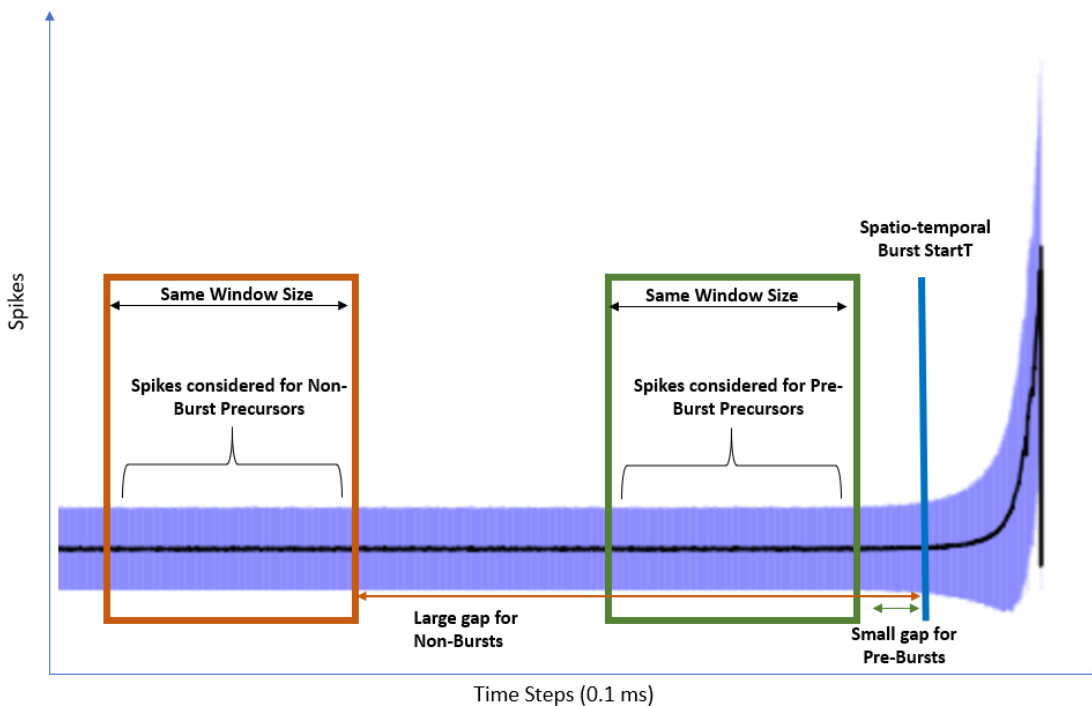 Spatio-temporal
Burst StartT
Same Window Size
Same Window Size
Spikes
Spikes considered for Non-
Burst Precursors
Spikes considered for Pre-
Burst Precursors
Large gap for
Non-Bursts
Small gap for
Pre-Bursts
Time Steps (0.1 ms)